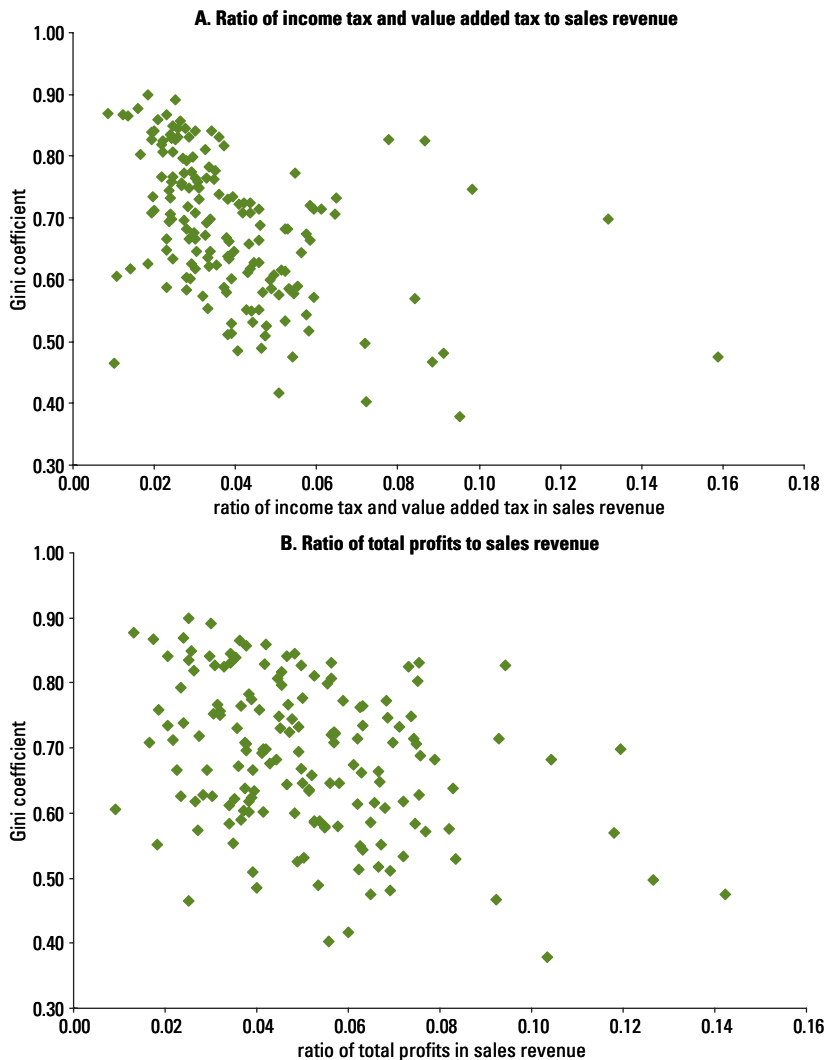 A. Ratio of income tax and value added tax to sales revenue
1.00
0.90
0.80
0.70
0.60
0.50
0.40
0.30
Gini coefficient
0.00 0.02 0.04 0.06 0.08 0.10 0.12 0.14 0.16 0.18
ratio of income tax and value added tax in sales revenue
B. Ratio of total profits to sales revenue
1.00
0.90
0.80
0.70
0.60
0.50
0.40
0.30
Gini coefficient
0.00 0.02 0.04 0.06 0.08 0.10 0.12 0.14 0.16
ratio of total profits in sales revenue